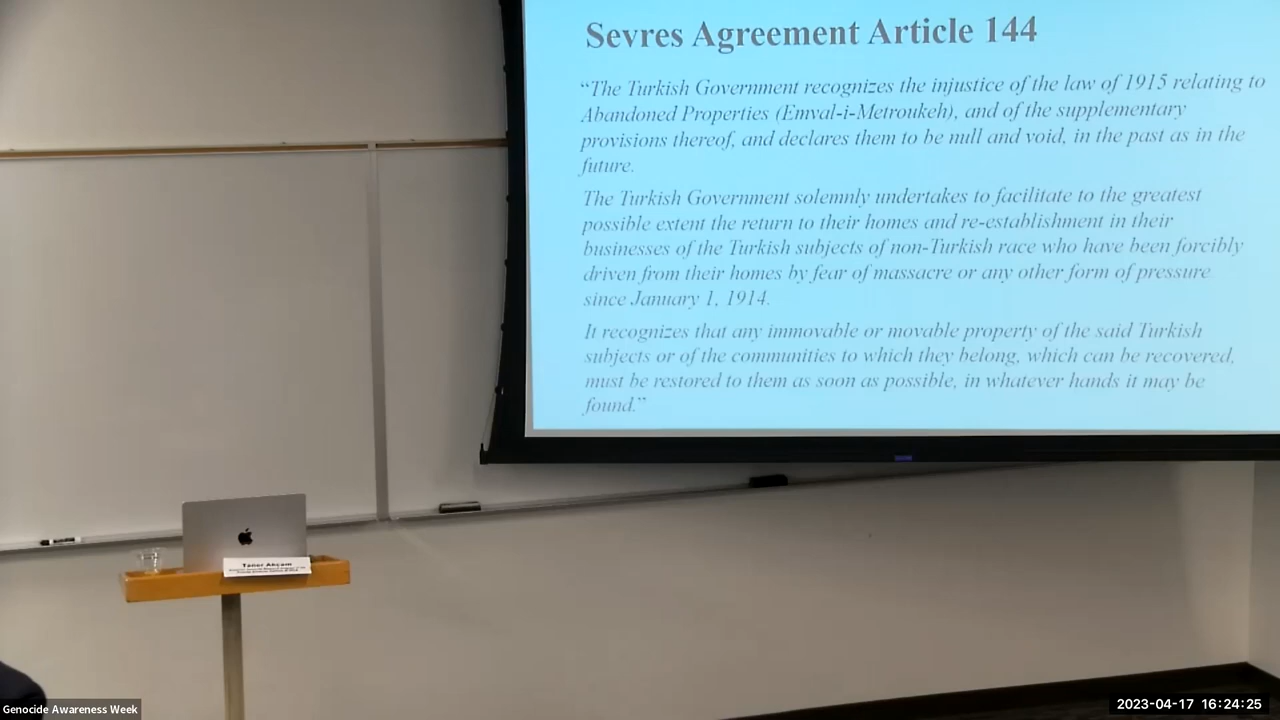 Sevres Agreement Article 144
“The Turkish Government recognizes the injustice of the law of 1915 relating to
Abandoned Properties (Emval-i-Metroukeh), and of the supplementary
provisions thereof, and declares them to be null and void, in the past as in the
future.
The Turkish Government solemnly undertakes to facilitate to the greatest
possible extent the return to their homes and re-establishment in their
businesses of the Turkish subjects of non-Turkish race who have been forcibly
driven from their homes by fear of massacre or any other form of pressure
since January 1, 1914.
It recognizes that any immovable or movable property of the said Turkish
subjects or of the communities to which they belong, which can be recovered,
must be restored to them as soon as possible, in whatever hands it may be
found.”
Taner Akçam
Genocide Awareness Week
2023-04-17 16:24:25